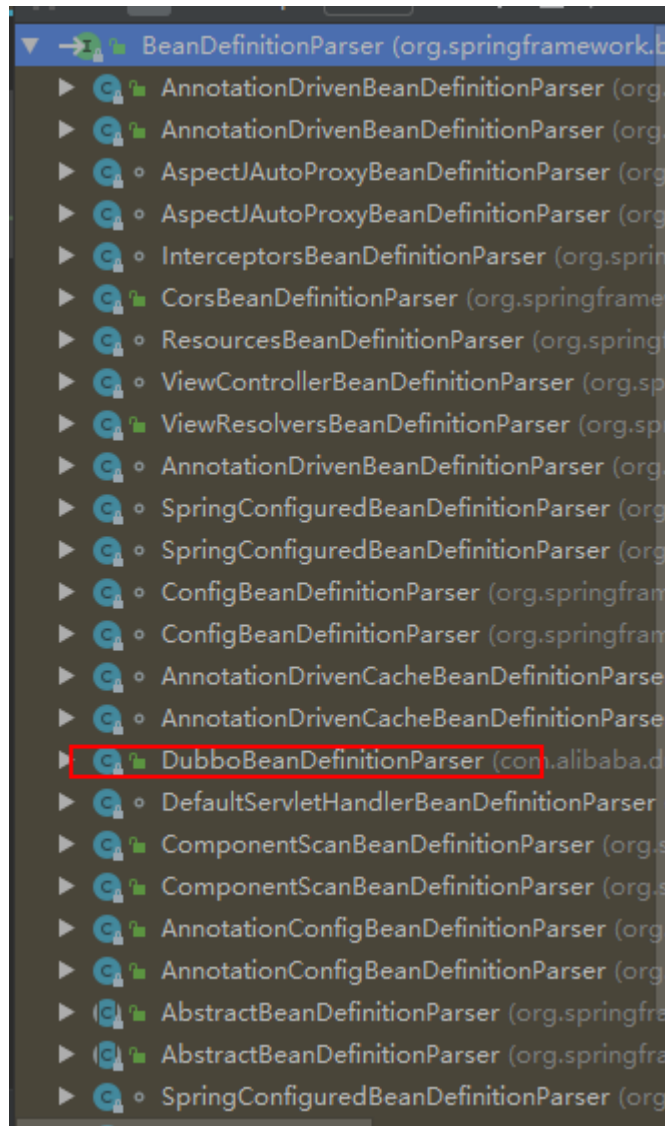 BeanDefinitionParser (org.springframework.b
AnnotationDrivenBeanDefinitionParser (org.
AnnotationDrivenBeanDefinitionParser (org.
AspectJAutoProxyBeanDefinitionParser (org
AspectJAutoProxyBeanDefinitionParser (org
InterceptorsBeanDefinitionParser (org.sprin
CorsBeanDefinitionParser (org.springframe
ResourcesBeanDefinitionParser (org.spring
ViewControllerBeanDefinitionParser (org.sp
ViewResolversBeanDefinitionParser (org.sp
AnnotationDrivenBeanDefinitionParser (org.
SpringConfiguredBeanDefinitionParser (org
SpringConfiguredBeanDefinitionParser (org
ConfigBeanDefinitionParser (org.springfram
ConfigBeanDefinitionParser (org.springfram
AnnotationDrivenCacheBeanDefinitionParse
AnnotationDrivenCacheBeanDefinitionParse
DubboBeanDefinitionParser (com.alibaba.d
DefaultServletHandlerBeanDefinitionParser
ComponentScanBeanDefinitionParser (org.s
ComponentScanBeanDefinitionParser (org.s
AnnotationConfigBeanDefinitionParser (org
AnnotationConfigBeanDefinitionParser (org
AbstractBeanDefinitionParser (org.springfra
AbstractBeanDefinitionParser (org.springfra
SpringConfiguredBeanDefinitionParser (org